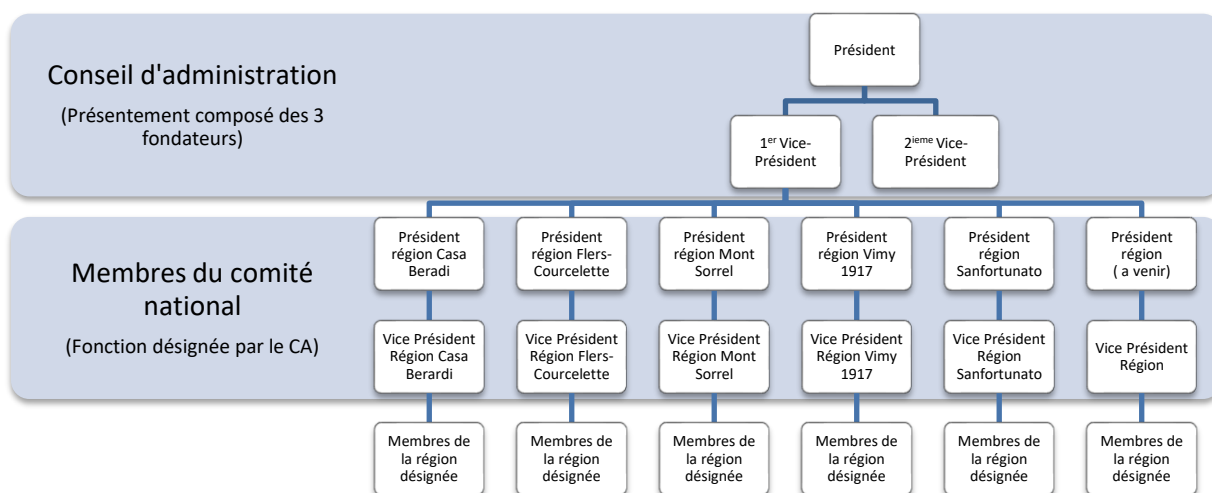 Conseil d'administration
(Présentement composé des 3
fondateurs)
Président
1er Vice-
Président
2ieme Vice-
Président
Membres du comité
national
(Fonction désignée par le CA)
Président
région Casa
Beradi
Président
région Flers-
Courcelette
Président
région Mont
Sorrel
Président
région Vimy
1917
Président
région
Sanfortunato
Président
région
( a venir)
Vice Président
Région Casa
Berardi
Vice Président
Région Flers-
Courcelette
Vice Président
Région Mont
Sorrel
Vice Président
Région Vimy
1917
Vice Président
Région
Sanfortunato
Vice Président
Région
Membres de
la région
désignée
Membres de
la région
désignée
Membres de
la région
désignée
Membres de
la région
désignée
Membres de
la région
désignée
Membres de
la région
désignée